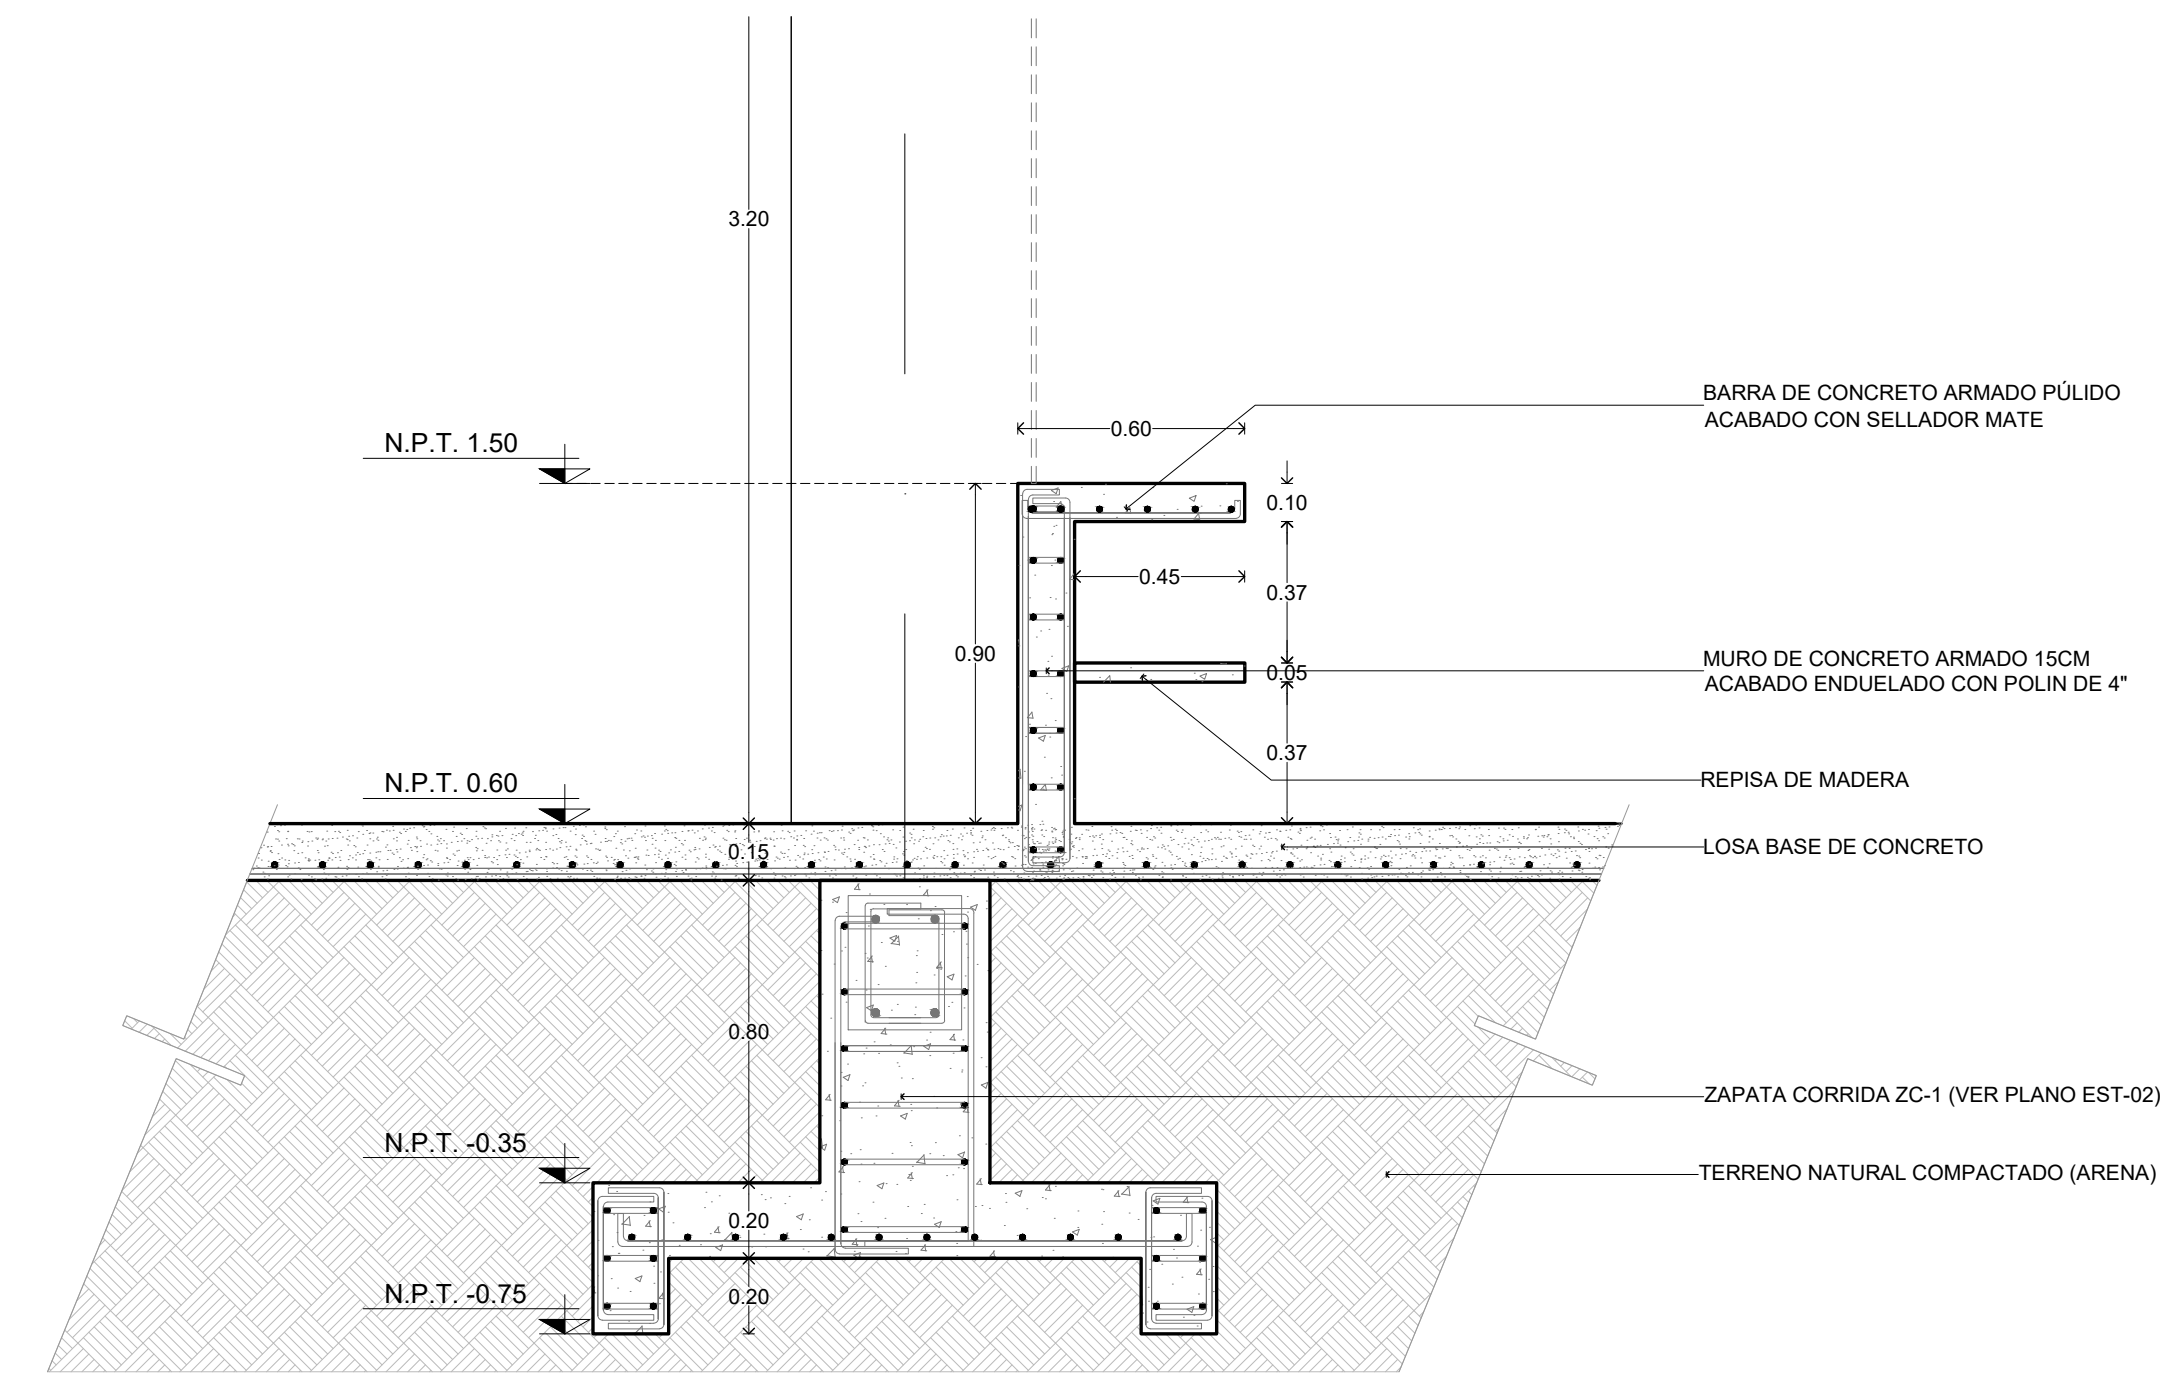 3.20
BARRA DE CONCRETO ARMADO PÚLIDO
ACABADO CON SELLADOR MATE
0.60
N.P.T. 1.50
0.10
0.45
0.37
0.90
MURO DE CONCRETO ARMADO 15CM
0.05
ACABADO ENDUELADO CON POLIN DE 4"
0.37
N.P.T. 0.60
REPISA DE MADERA
0.15
LOSA BASE DE CONCRETO
0.80
ZAPATA CORRIDA ZC-1 (VER PLANO EST-02)
N.P.T. -0.35
TERRENO NATURAL COMPACTADO (ARENA)
0.20
N.P.T. -0.75
0.20